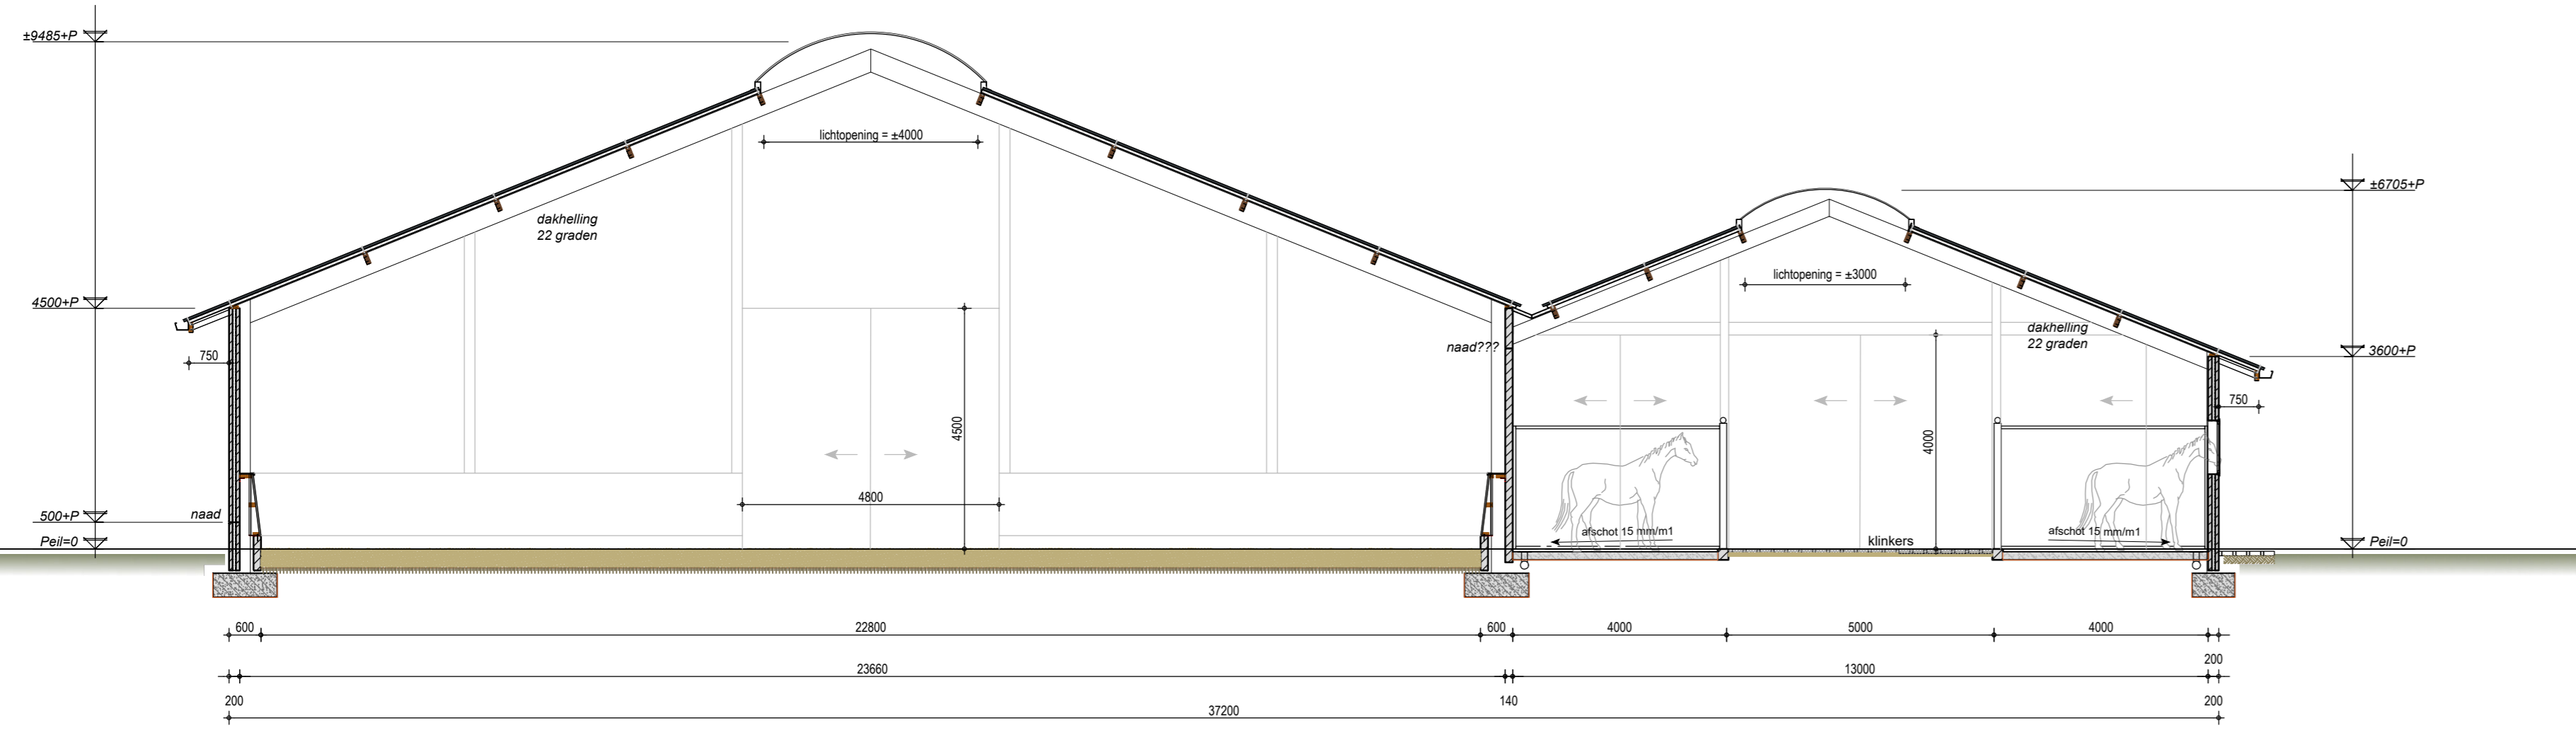 ±9485+P
lichtopening = ±4000
±6705+P
dakhelling
22 graden
lichtopening = ±3000
4500+P
dakhelling
22 graden
naad???
3600+P
750
750
4500
4000
4800
500+P
naad
afschot 15 mm/m1
klinkers
afschot 15 mm/m1
Peil=0
Peil=0
600
22800
600
4000
5000
4000
23660
13000
200
200
140
200
37200